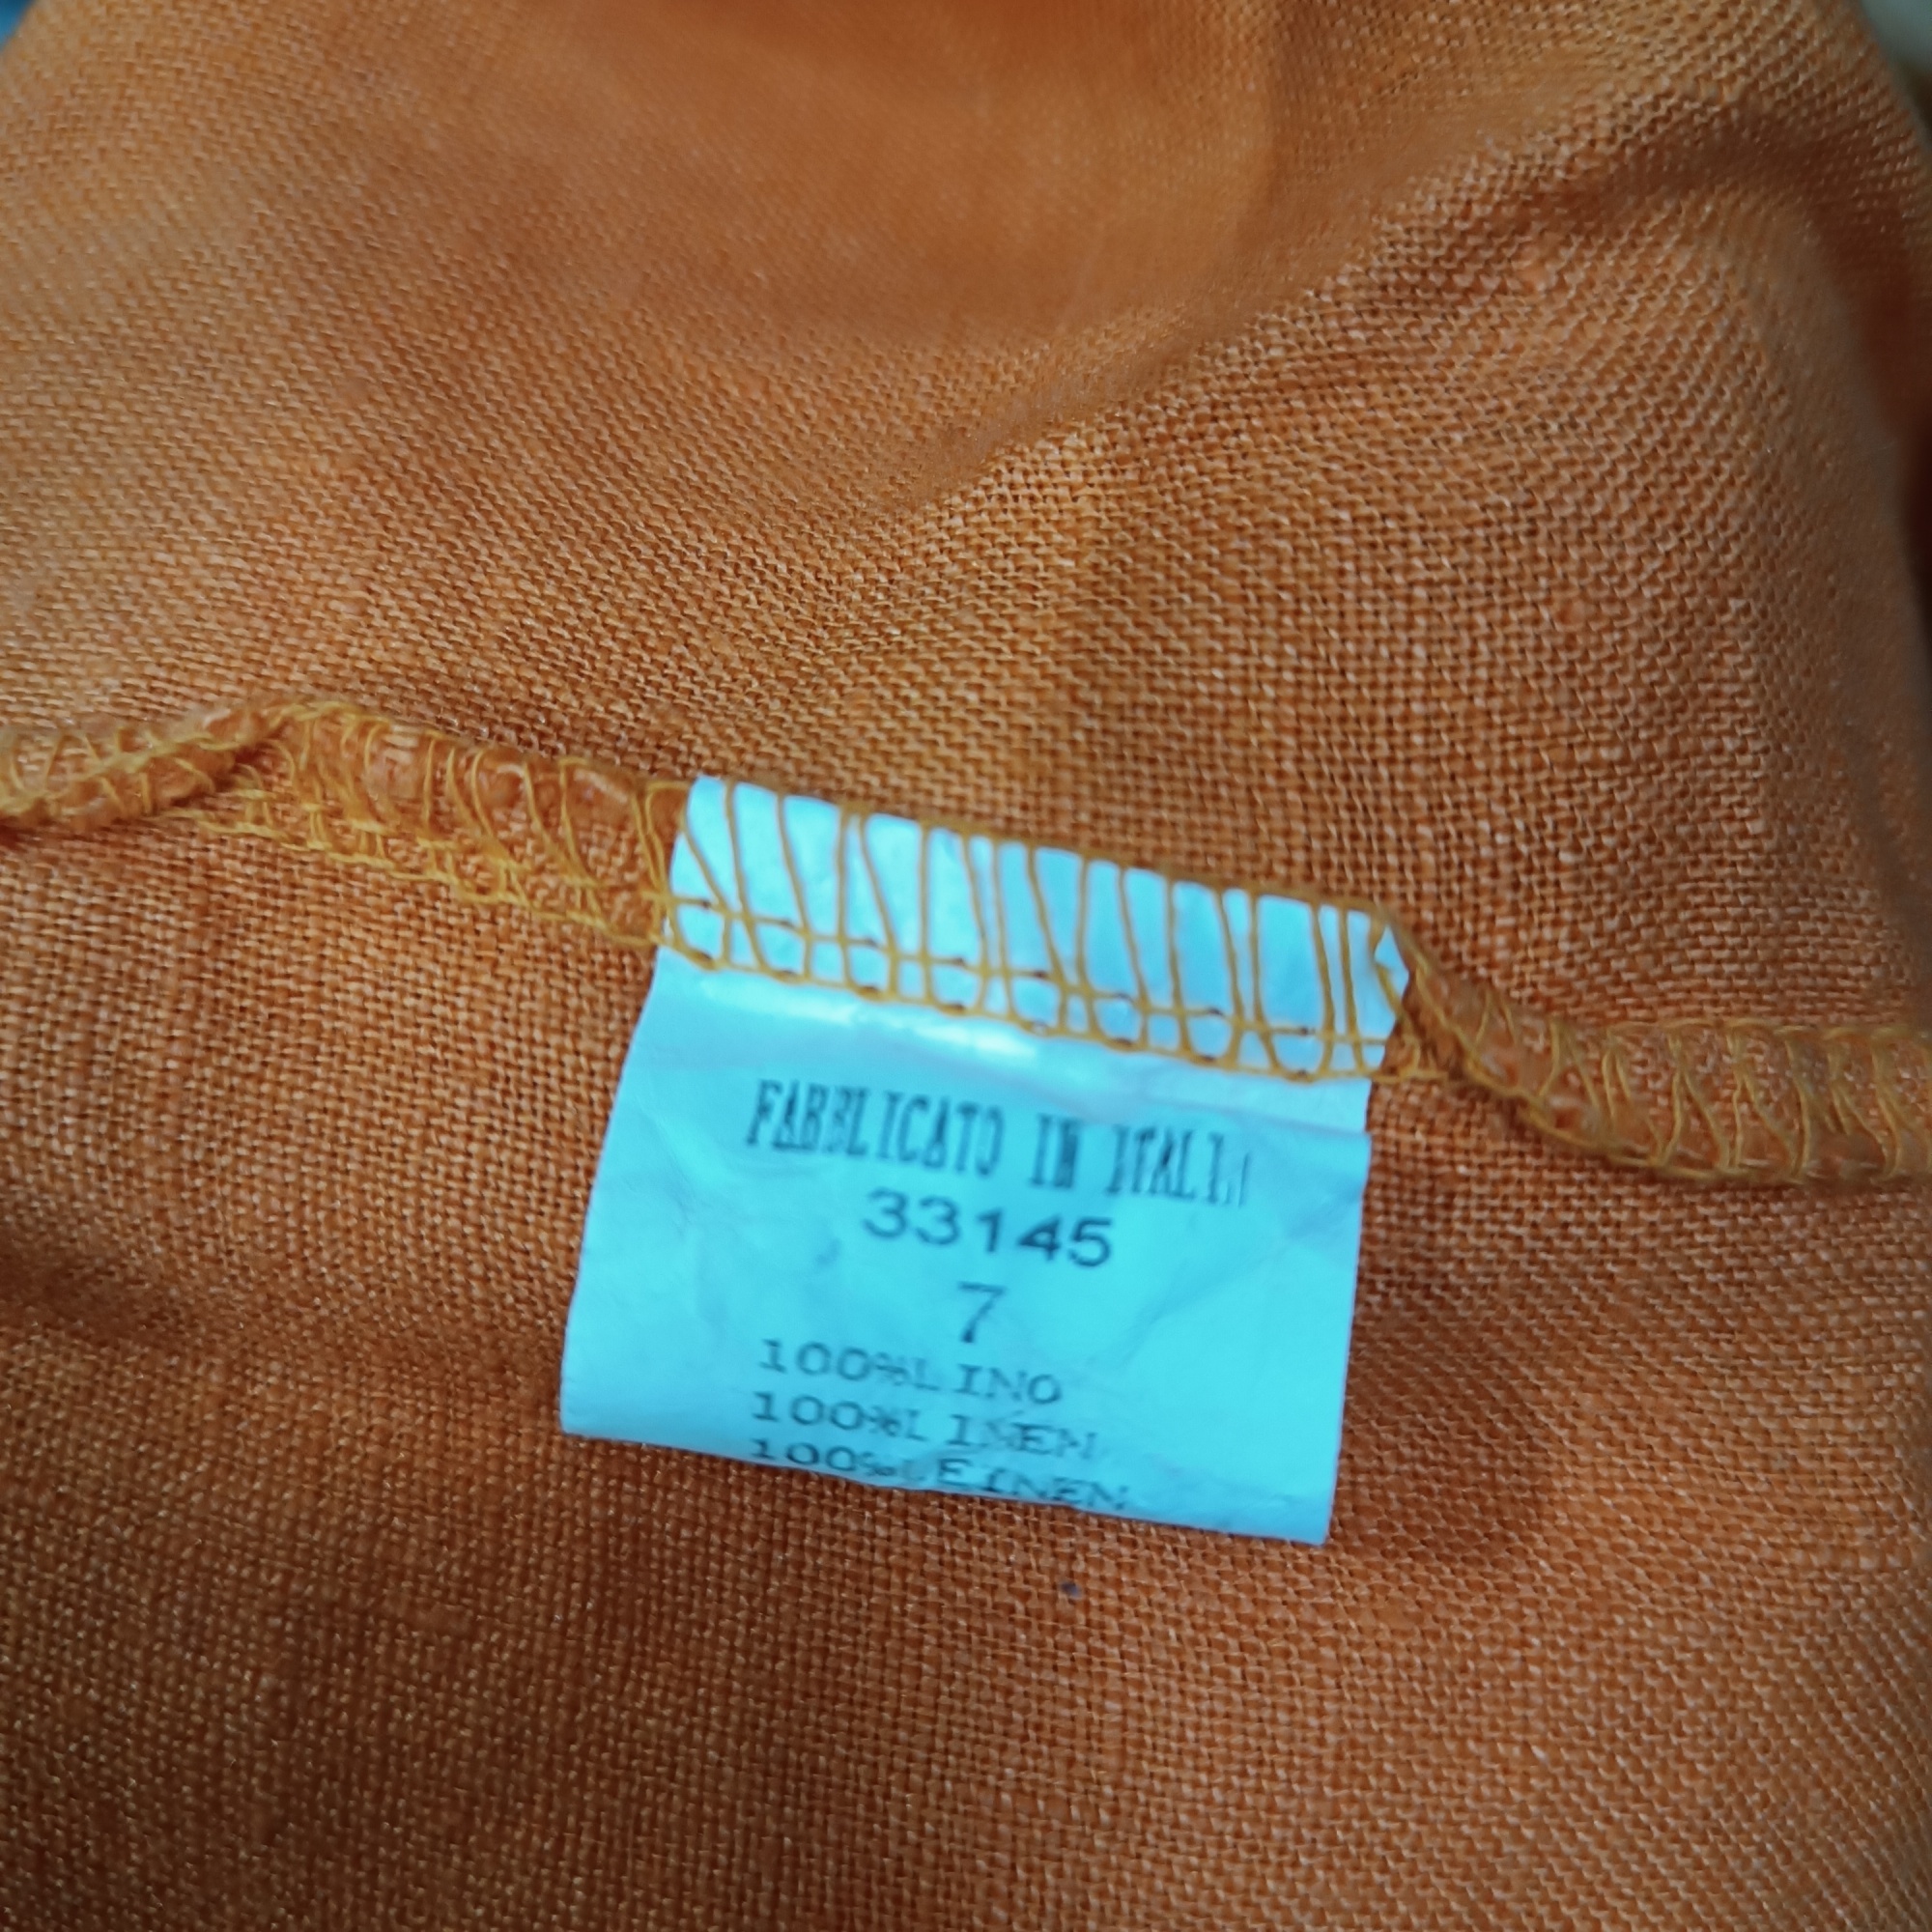 FABBLICATO IN ITALIA
33145
7
100%LINO
100%LINEN
100%LEINEN